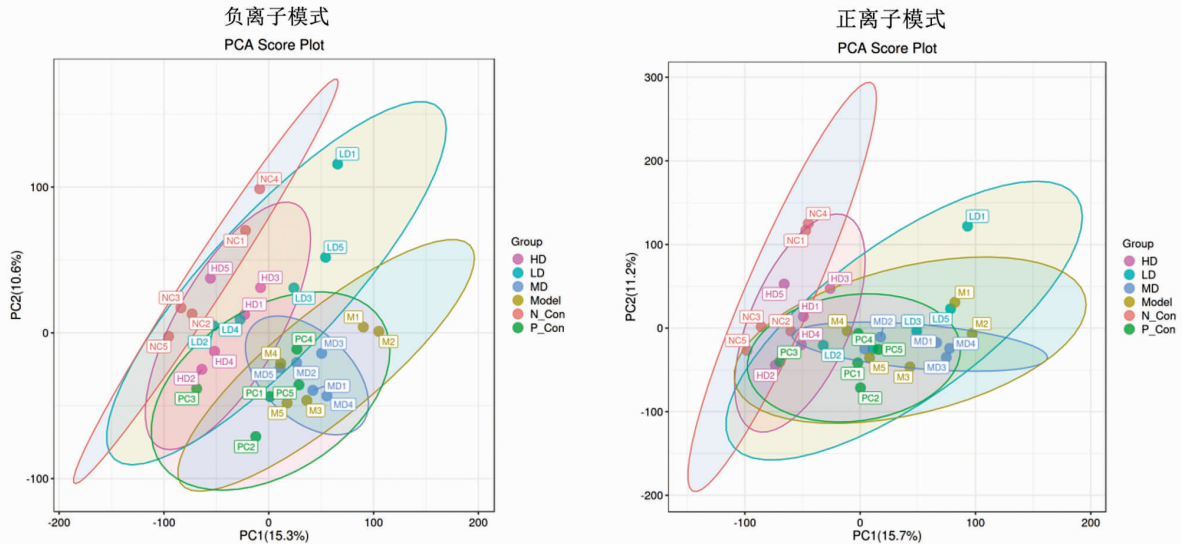 负离子模式
PCA Score Plot
PC2(10.6%)
100
0
-100
-200
-100
0
100
200
PC1(15.3%)
LD1
NC4
NC1
LD5
HD5
HD3
LD3
NC3
HD1
NC2
LD4
M1
NC5
LD2
M2
PC4
MD3
HD4
M4
HD2
MD5
MD2
PC3
PC1
PC5
MD1
M5
M3
MD4
PC2
Group
HD
LD
MD
Model
N_Con
P_Con
正离子模式
PCA Score Plot
PC2(11.2%)
300
200
100
0
-100
-200
-100
0
100
200
PC1(15.7%)
NC4
LD1
NC1
HD3
HD5
HD1
M1
NC3
NC2
M4
MD2
LD3
LD5
M2
HD4
PC4
MD1
MD4
NC5
PC3
LD2
PC5
HD2
PC1
M5
M3
MD3
PC2
Group
HD
LD
MD
Model
N_Con
P_Con